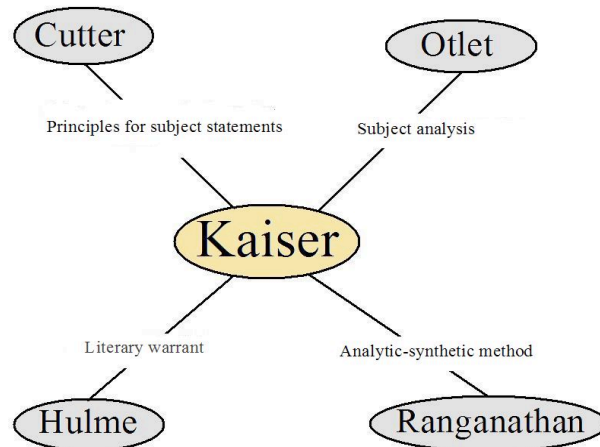 Cutter
Otlet
Principles for subject statements
Subject analysis
Kaiser
Literary warrant
Analytic-synthetic method
Hulme
Ranganathan